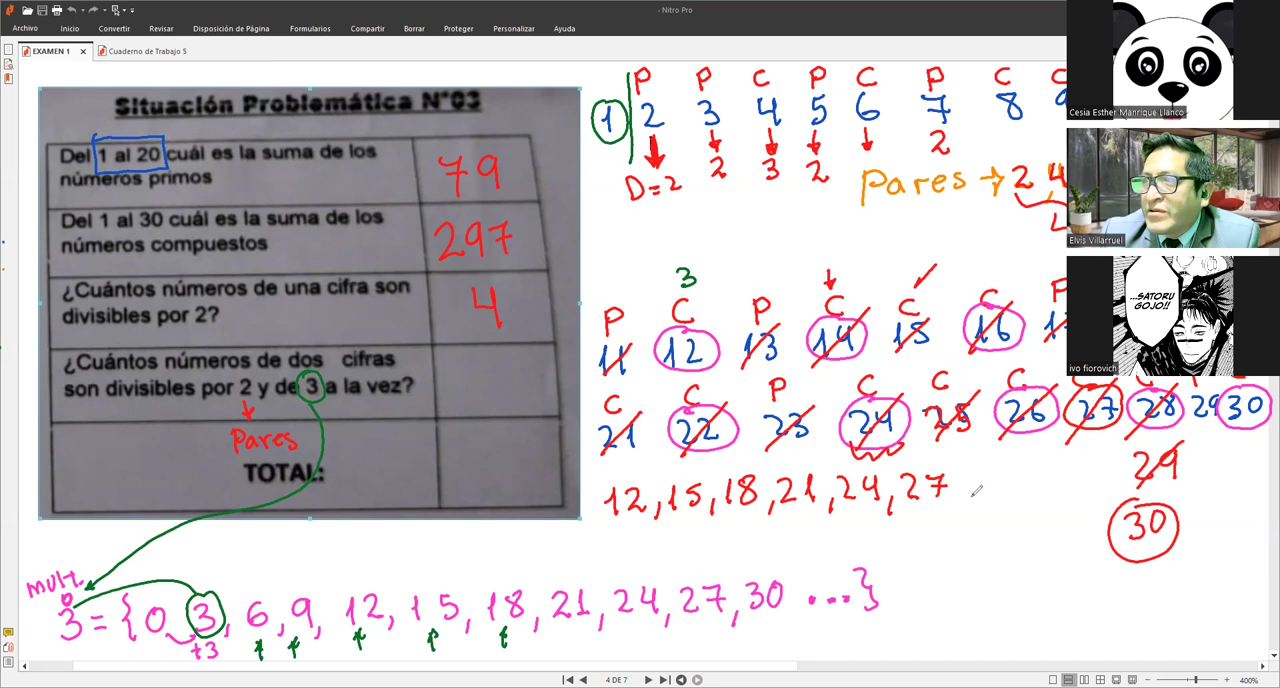 - Nitro Pro
Archivo Inicio Convertir Revisar Disposición de Página Formularios Compartir Borrar Proteger Personalizar Ayuda
EXAMEN 1 × Cuaderno de Trabajo 5
Situación Problemática N°03
Del 1 al 20 cuál es la suma de los
números primos
79
Del 1 al 30 cuál es la suma de los
números compuestos
297
¿Cuántos números de una cifra son
divisibles por 2?
4
¿Cuántos números de dos cifras
son divisibles por 2 y de 3 a la vez?
Pares
TOTAL:
P P C P C P C C
1 2 3 4 5 6 7 8
D=2 2 3 2 2
Pares → 2 4
3
P C P C C C P
11 12 13 14 15 16
C C P C C C C C
21 22 23 24 25 26 27 28 29 30
29
12, 15, 18, 21, 24, 27
30
mult.
3 = {0 3, 6, 9, 12, 15, 18, 21, 24, 27, 30 ...}
+3
Cesia Esther Manrique Llanco
Elvis Villarruel
...SATORU
GOJO!!
ivo fiorovich
4 DE 7
400%